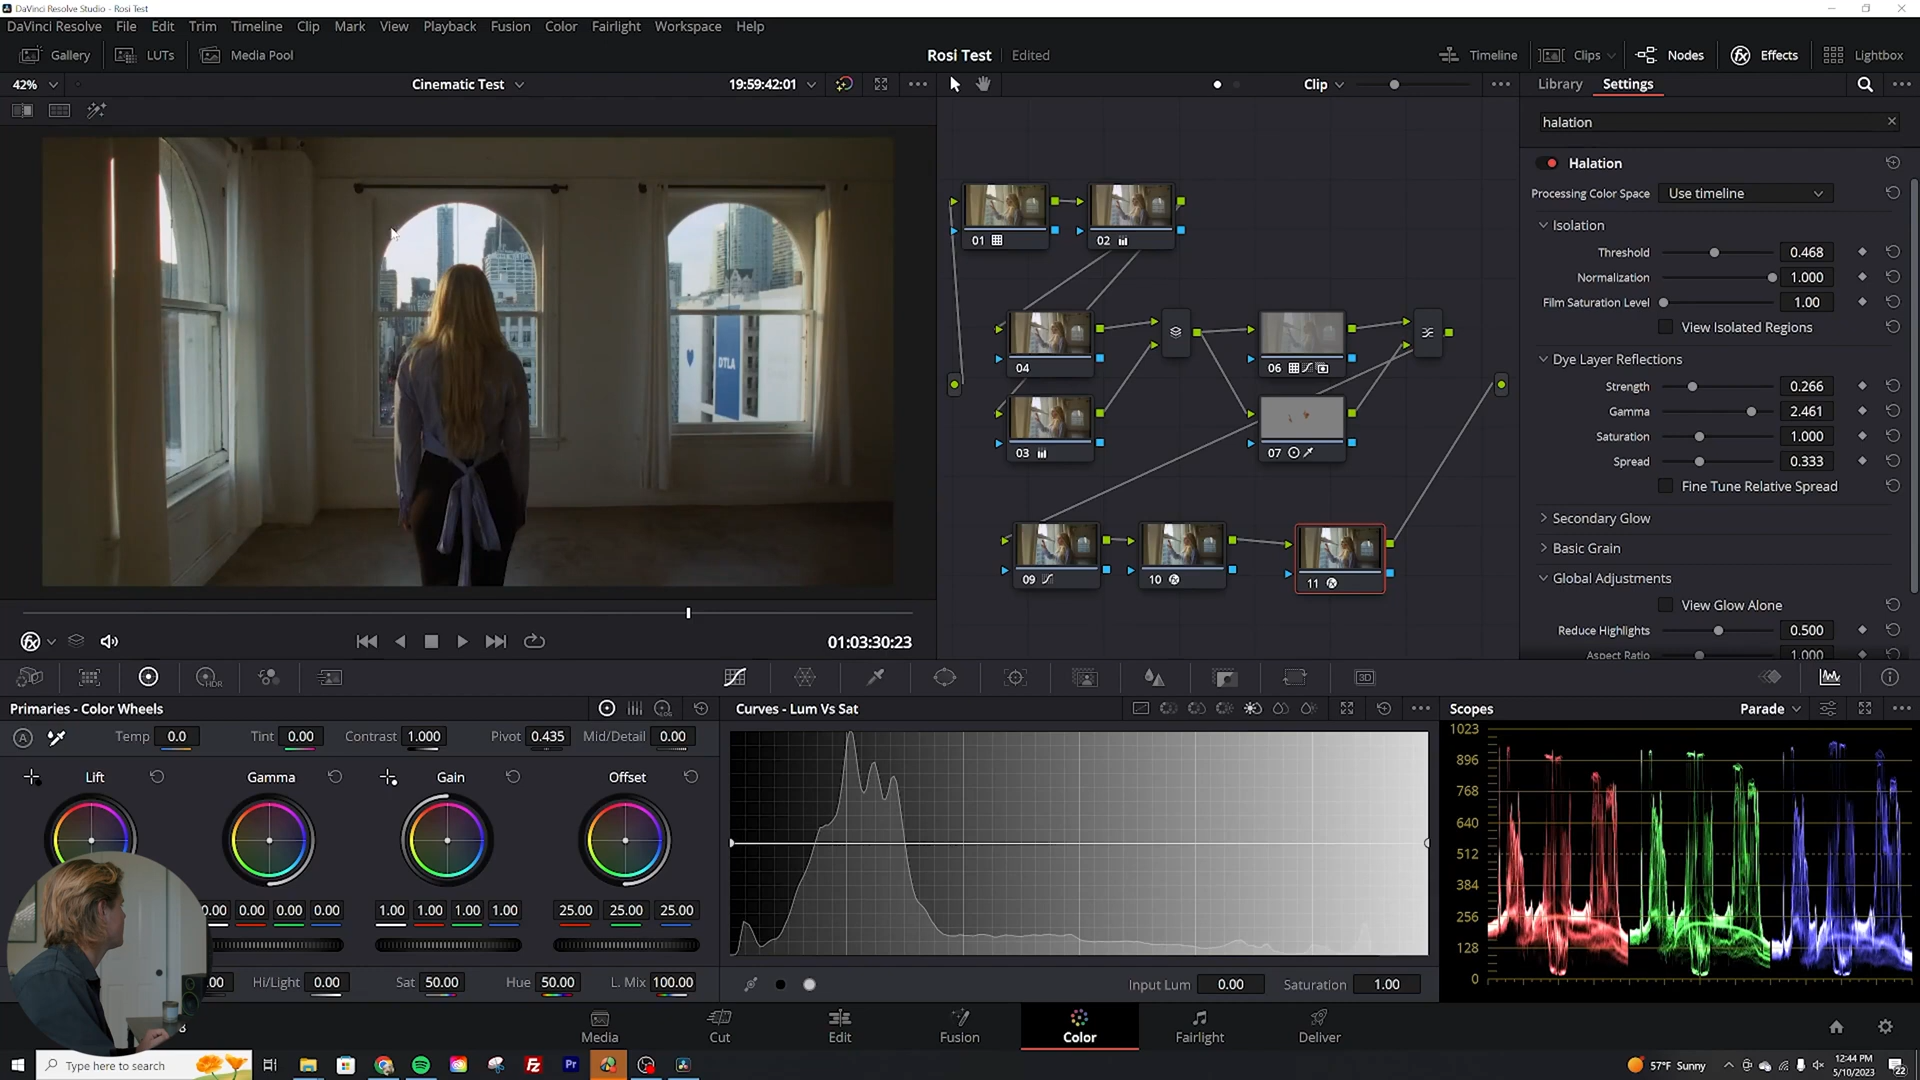 DaVinci Resolve Studio - Rosi Test
DaVinci Resolve File Edit Trim Timeline Clip Mark View Playback Fusion Color Fairlight Workspace Help
Gallery LUTs Media Pool Rosi Test Edited Timeline Clips Nodes Effects Lightbox
42% Cinematic Test 19:59:42:01 Clip Library Settings
halation
Halation
Processing Color Space Use timeline
Isolation
Threshold 0.468
Normalization 1.000
Film Saturation Level 1.00
View Isolated Regions
Dye Layer Reflections
Strength 0.266
Gamma 2.461
Saturation 1.000
Spread 0.333
Fine Tune Relative Spread
Secondary Glow
Basic Grain
Global Adjustments
View Glow Alone
Reduce Highlights 0.500
Aspect Ratio 1.000
DTLA
01 02
04 06
03 07
09 10 11
01:03:30:23
HDR 3D
Primaries - Color Wheels Curves - Lum Vs Sat Scopes Parade
A Temp 0.0 Tint 0.00 Contrast 1.000 Pivot 0.435 Mid/Detail 0.00
Lift Gamma Gain Offset
0.00 0.00 0.00 0.00 1.00 1.00 1.00 1.00 25.00 25.00 25.00
.00 Hi/Light 0.00 Sat 50.00 Hue 50.00 L. Mix 100.00
Input Lum 0.00 Saturation 1.00
1023
896
768
640
512
384
256
128
0
Media Cut Edit Fusion Color Fairlight Deliver
Type here to search
Pr
57°F Sunny
12:44 PM
5/10/2023
22